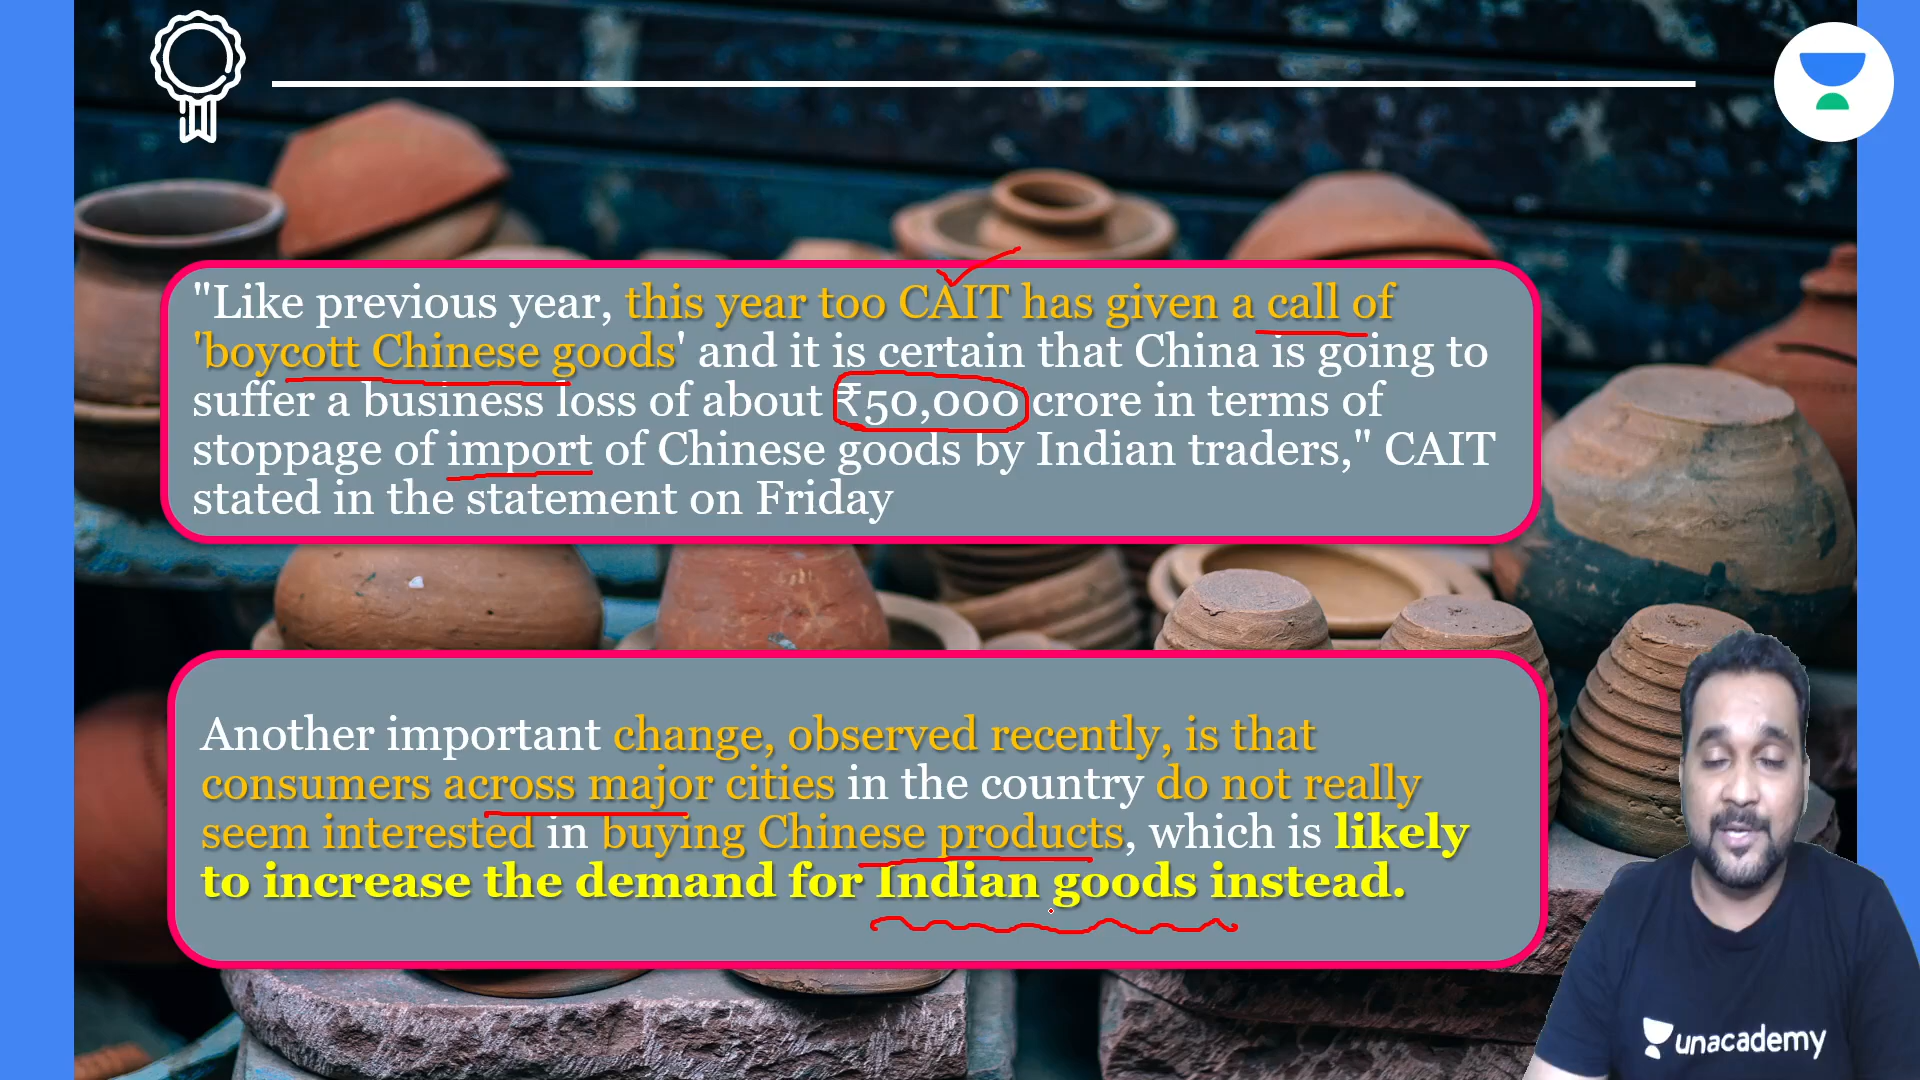 "Like previous year, this year too CAIT has given a call of
'boycott Chinese goods' and it is certain that China is going to
suffer a business loss of about ₹50,000 crore in terms of
stoppage of import of Chinese goods by Indian traders," CAIT
stated in the statement on Friday
Another important change, observed recently, is that
consumers across major cities in the country do not really
seem interested in buying Chinese products, which is likely
to increase the demand for Indian goods instead.
unacademy